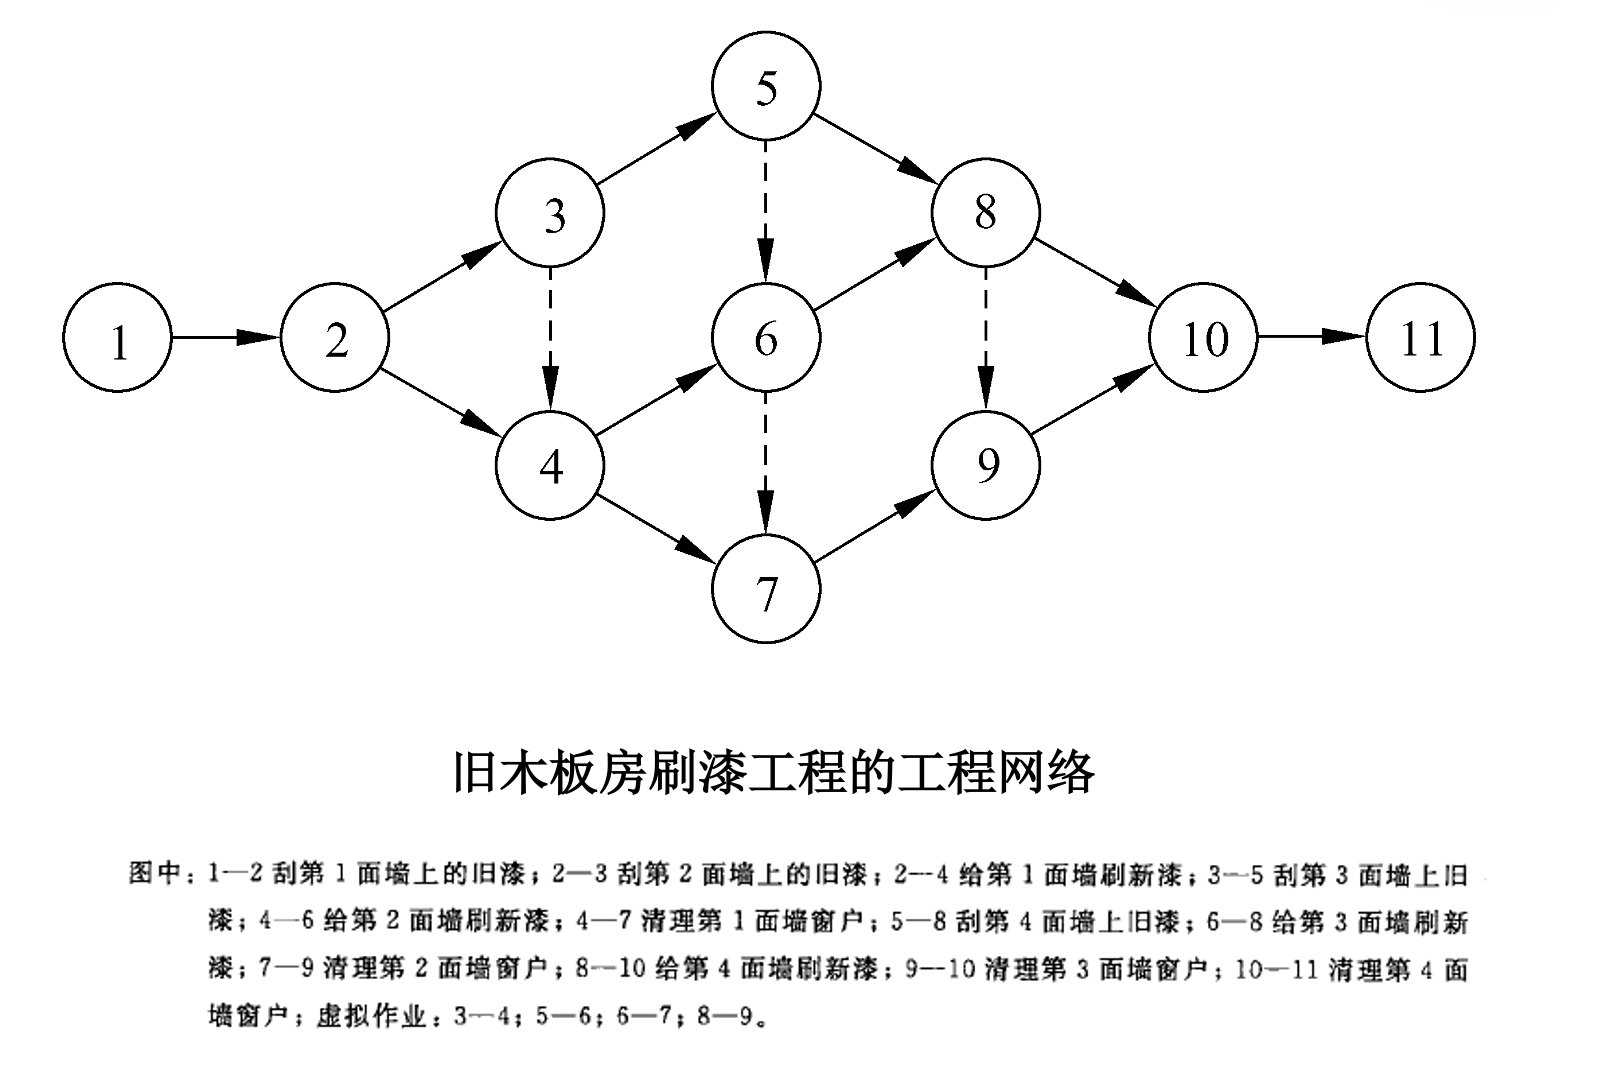 5
3
8
1
2
6
10
11
4
9
7
旧木板房刷漆工程的工程网络
图中：1—2 刮第 1 面墙上的旧漆；2—3 刮第 2 面墙上的旧漆；2—4 给第 1 面墙刷新漆；3—5 刮第 3 面墙上旧
漆；4—6 给第 2 面墙刷新漆；4—7 清理第 1 面墙窗户；5—8 刮第 4 面墙上旧漆；6—8 给第 3 面墙刷新
漆；7—9 清理第 2 面墙窗户；8—10 给第 4 面墙刷新漆；9—10 清理第 3 面墙窗户；10—11 清理第 4 面
墙窗户；虚拟作业：3—4；5—6；6—7；8—9。